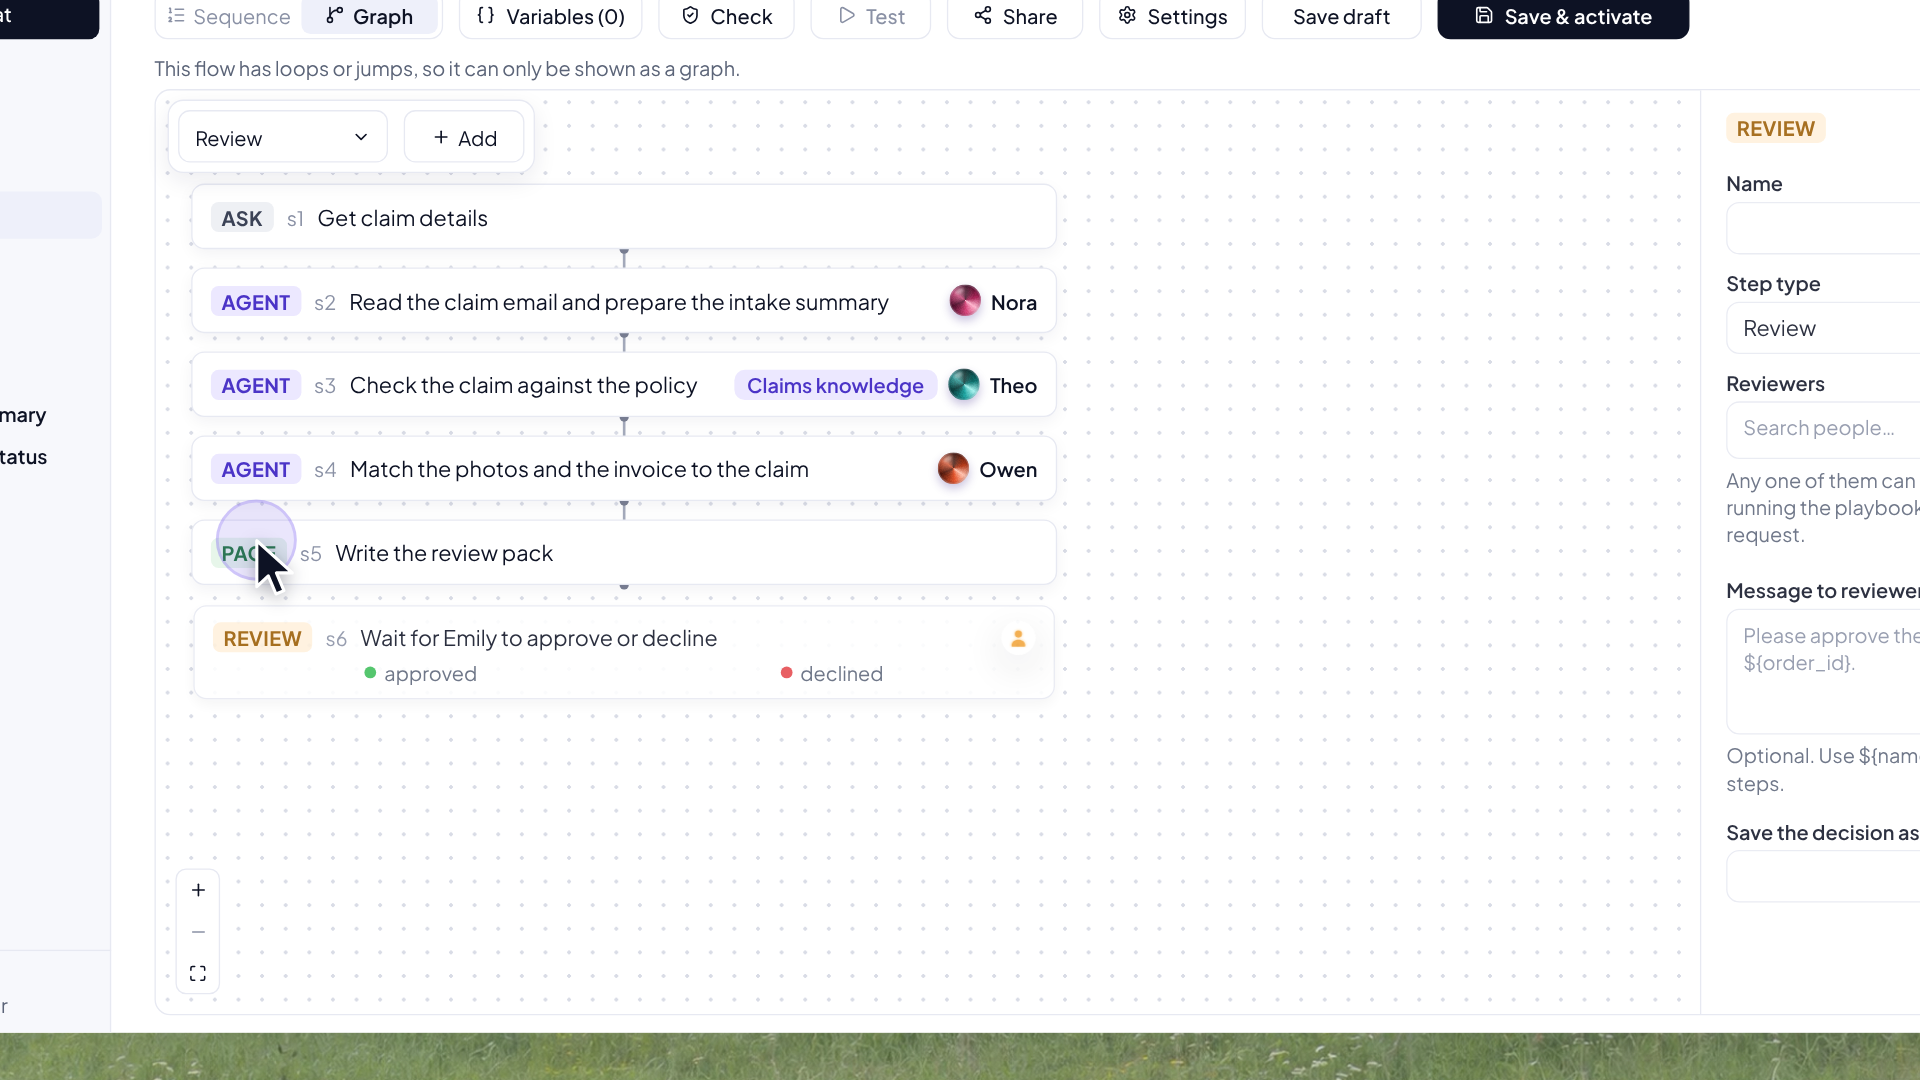 at
Sequence
Graph
{} Variables (0)
Check
Test
Share
Settings
Save draft
Save & activate
This flow has loops or jumps, so it can only be shown as a graph.
Review
+ Add
ASK s1 Get claim details
AGENT s2 Read the claim email and prepare the intake summary Nora
AGENT s3 Check the claim against the policy Claims knowledge Theo
AGENT s4 Match the photos and the invoice to the claim Owen
s5 Write the review pack
REVIEW s6 Wait for Emily to approve or decline
approved
declined
mary
tatus
r
REVIEW
Name
Step type
Review
Reviewers
Search people...
Any one of them can
running the playbook
request.
Message to reviewer
Please approve the
${order_id}.
Optional. Use ${nam
steps.
Save the decision as